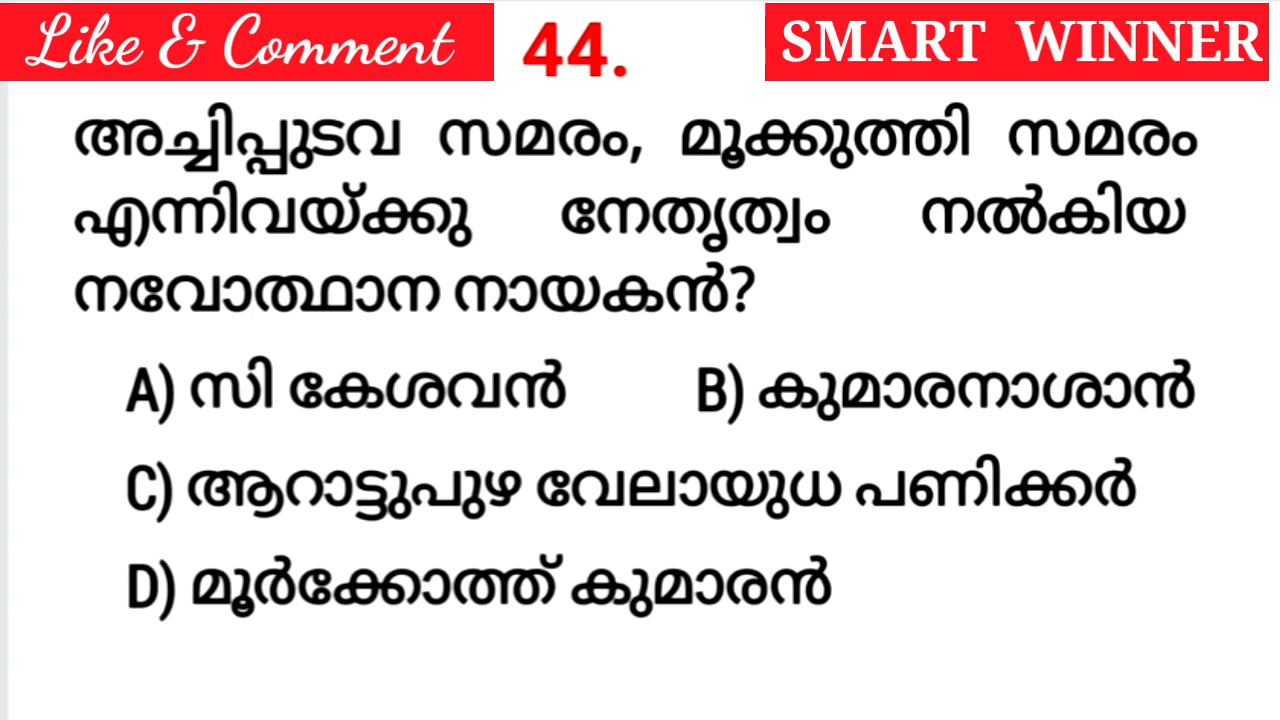 Like & Comment 44. SMART WINNER
അച്ചിപ്പുടവ സമരം, മൂക്കുത്തി സമരം
എന്നിവയ്ക്കു നേതൃത്വം നൽകിയ
നവോത്ഥാന നായകൻ?
A) സി കേശവൻ B) കുമാരനാശാൻ
C) ആറാട്ടുപുഴ വേലായുധ പണിക്കർ
D) മൂർക്കോത്ത് കുമാരൻ